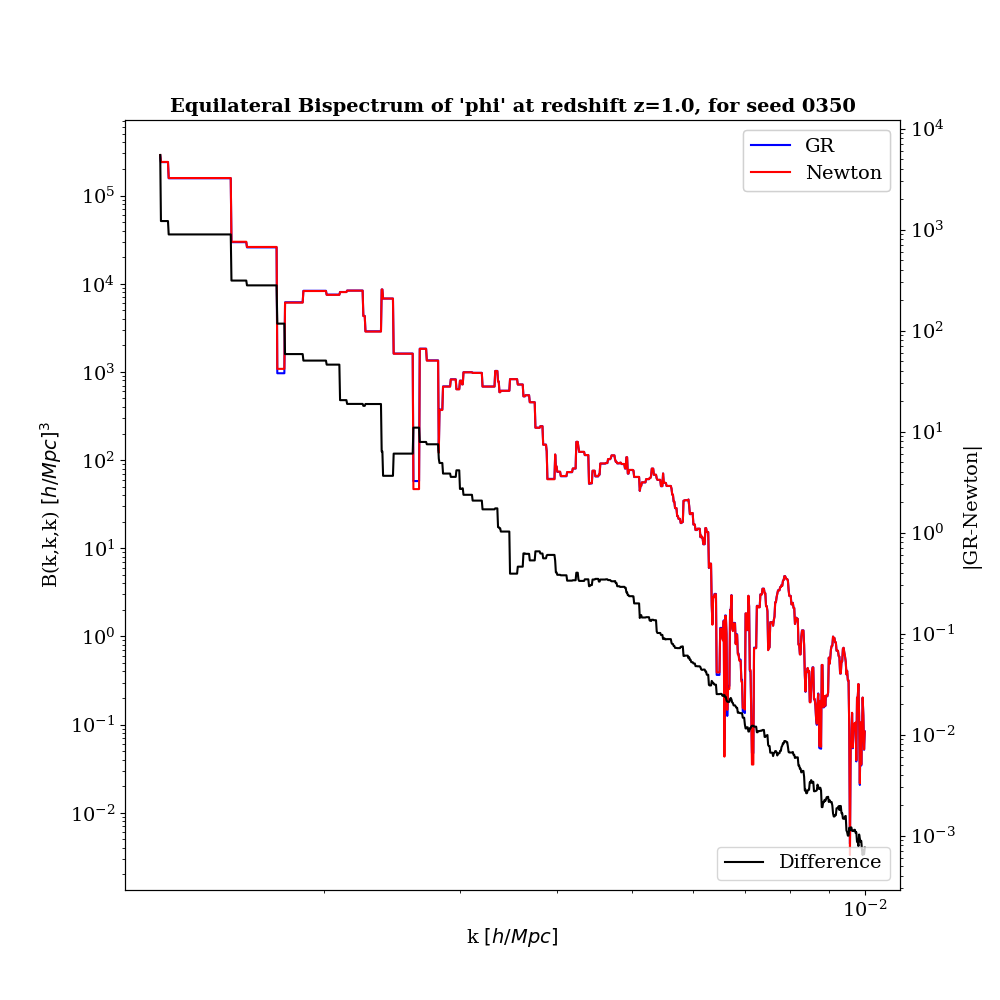 Equilateral Bispectrum of 'phi' at redshift z=1.0, for seed 0350
GR
Newton
10^5
10^4
10^3
10^2
10^1
10^0
10^−1
10^−2
B(k,k,k) [h/Mpc]^3
10^4
10^3
10^2
10^1
10^0
10^−1
10^−2
10^−3
|GR-Newton|
Difference
10^−2
k [h/Mpc]